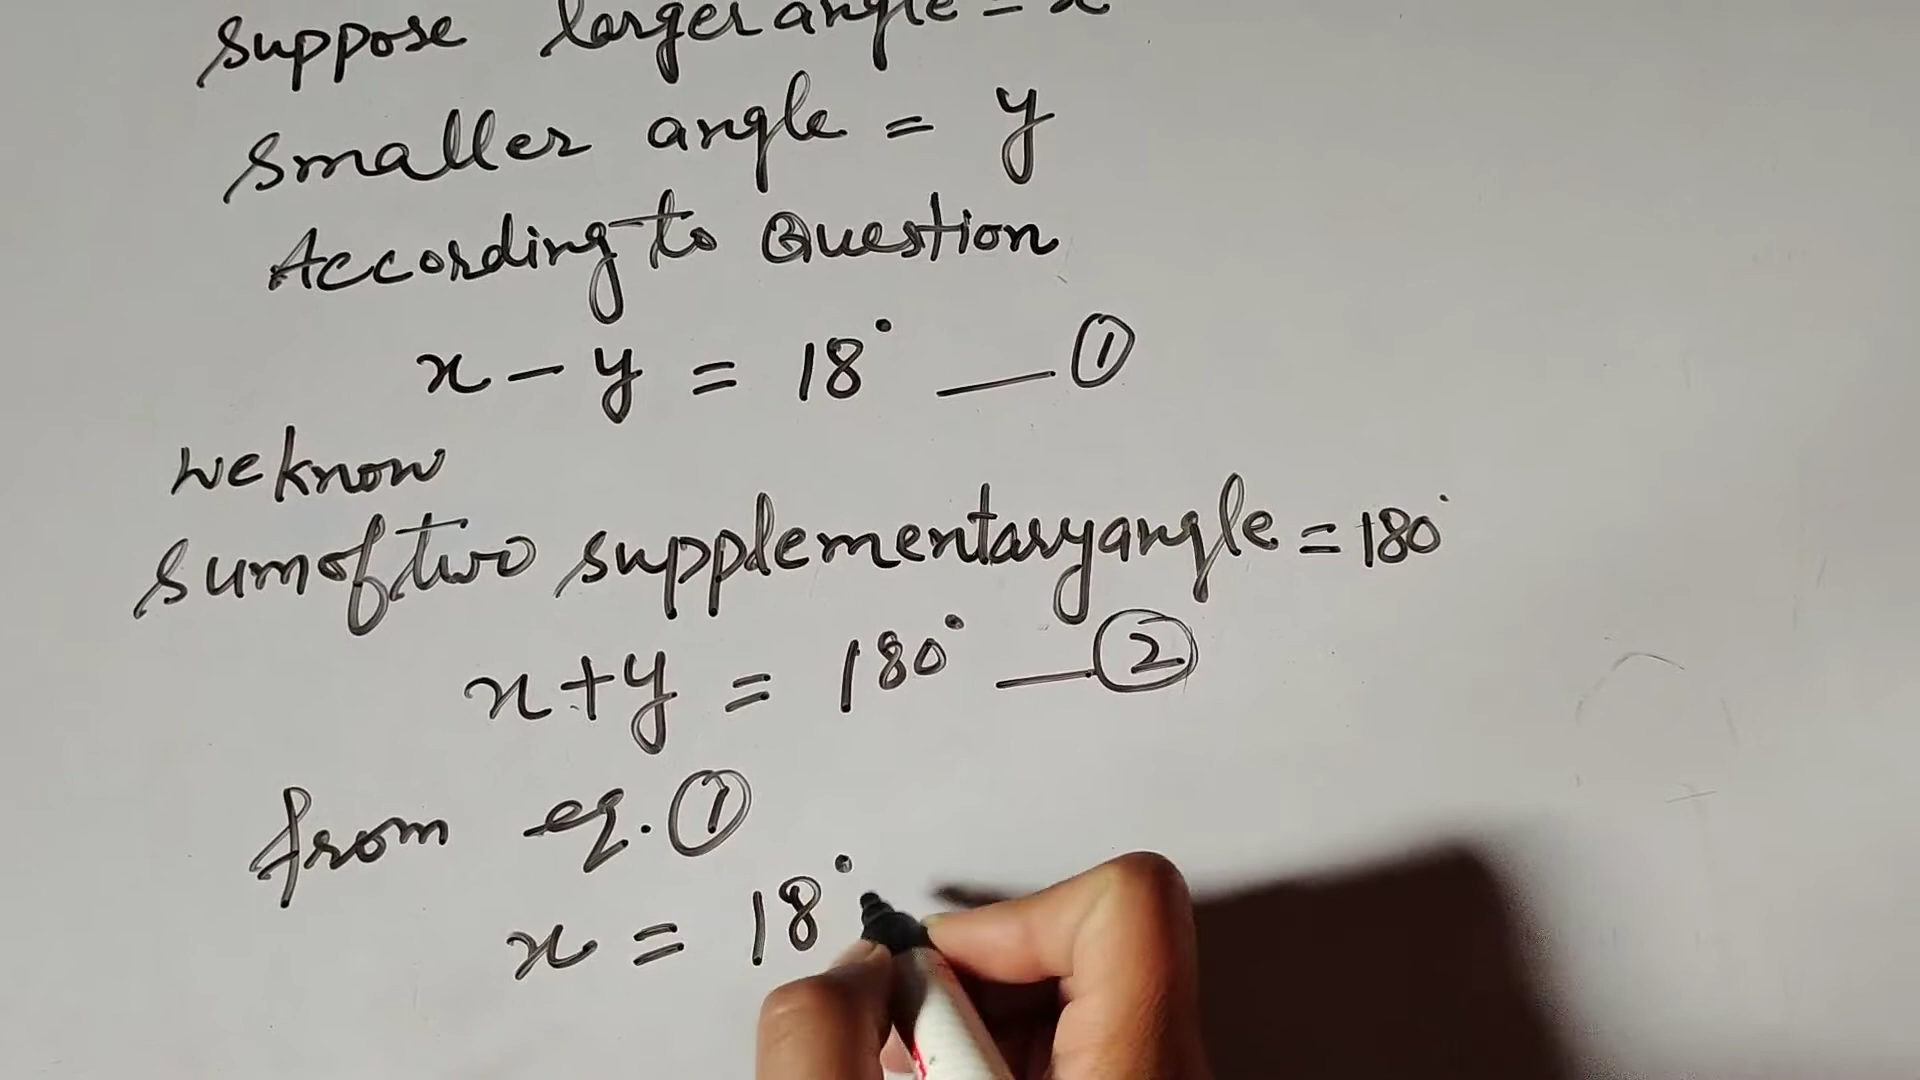 suppose larger angle = x
smaller angle = y
According to Question
x - y = 18° — ①
we know
sum of two supplementary angle = 180°
x + y = 180° — ②
from eq. ①
x = 18°